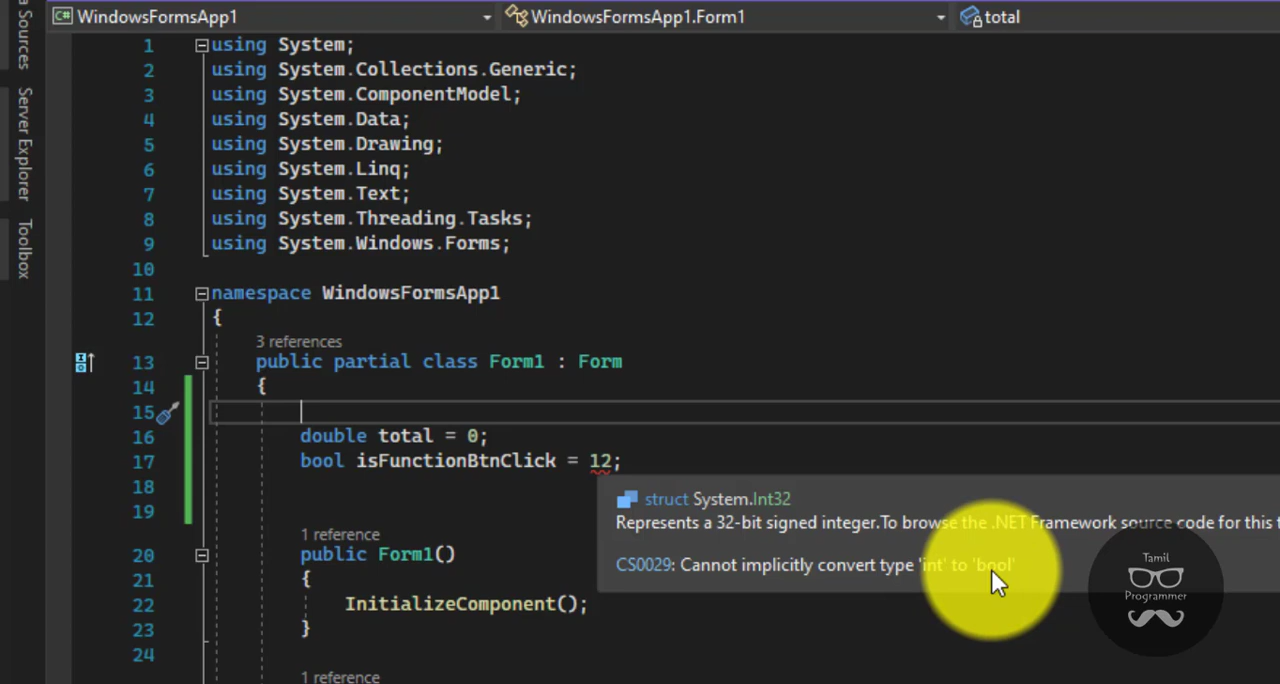 WindowsFormsApp1
WindowsFormsApp1.Form1
total
Sources
Server Explorer
Toolbox
1 using System;
2 using System.Collections.Generic;
3 using System.ComponentModel;
4 using System.Data;
5 using System.Drawing;
6 using System.Linq;
7 using System.Text;
8 using System.Threading.Tasks;
9 using System.Windows.Forms;
10
11 namespace WindowsFormsApp1
12 {
3 references
13 public partial class Form1 : Form
14 {
15
16 double total = 0;
17 bool isFunctionBtnClick = 12;
18
struct System.Int32
19
Represents a 32-bit signed integer.To browse the .NET Framework source code for this
1 reference
20 public Form1()
CS0029: Cannot implicitly convert type 'int' to 'bool'
21 {
22 InitializeComponent();
23 }
24
1 reference
Tamil
Programmer